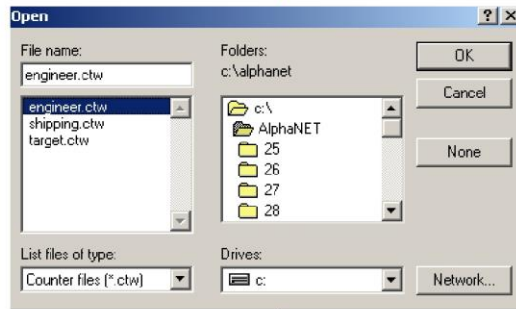 Open
File name:
engineer.ctw
engineer.ctw
shipping.ctw
target.ctw
List files of type:
Counter files (*.ctw)
Folders:
c:\alphanet
c:\
AlphaNET
25
26
27
28
Drives:
c:
OK
Cancel
None
Network...